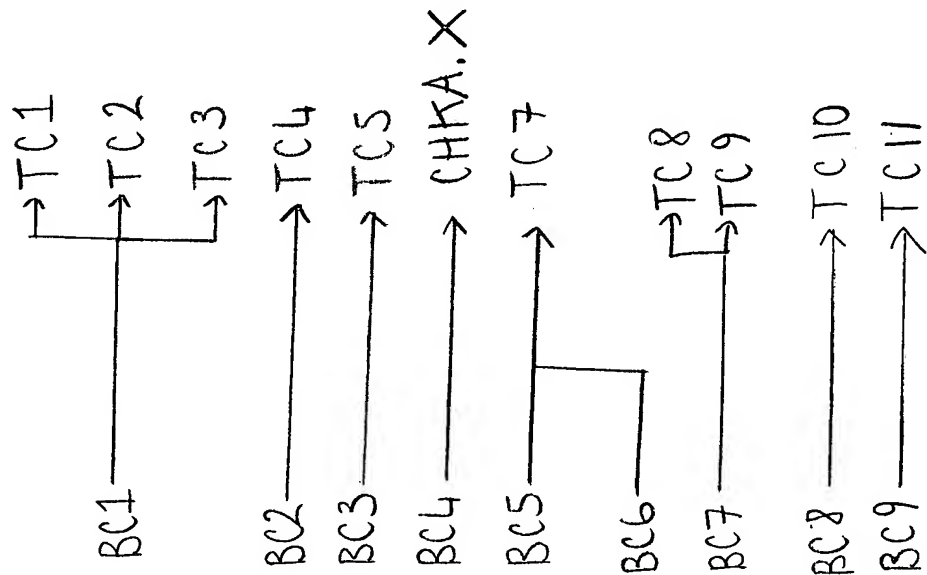 BC1
TC1
TC2
TC3
BC2
TC4
BC3
TC5
BC4
CHKA.X
BC5
TC7
BC6
BC7
TC8
TC9
BC8
TC10
BC9
TC11